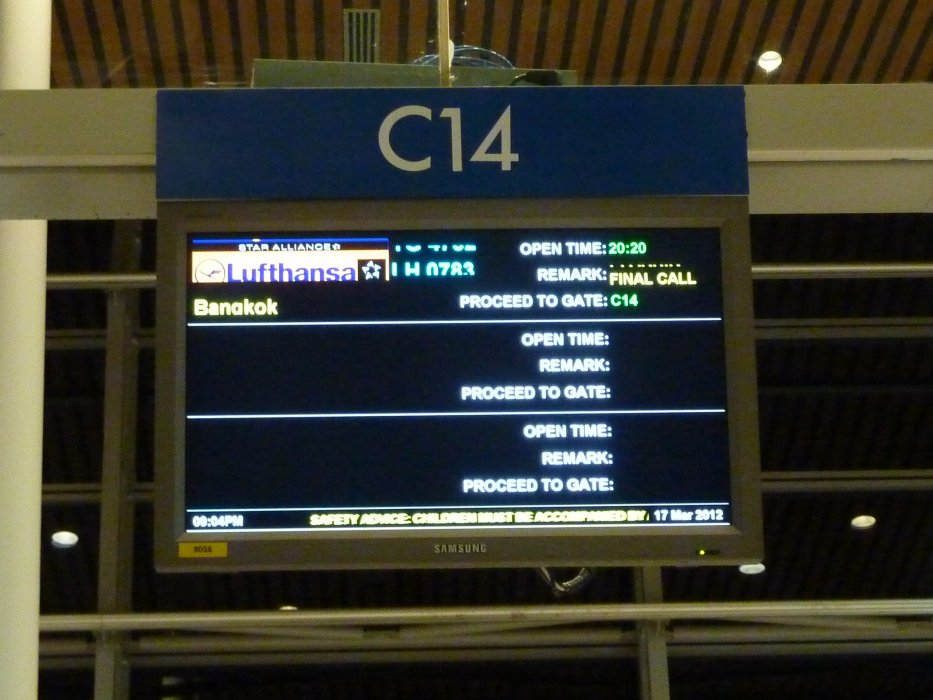 C14
STAR ALLIANCE
OPEN TIME: 20:20
Lufthansa LH 0783 REMARK: FINAL CALL
Bangkok PROCEED TO GATE: C14
OPEN TIME:
REMARK:
PROCEED TO GATE:
OPEN TIME:
REMARK:
PROCEED TO GATE:
09:04PM SAFETY ADVICE: CHILDREN MUST BE ACCOMPANIED BY 17 Mar 2012
9056 SAMSUNG